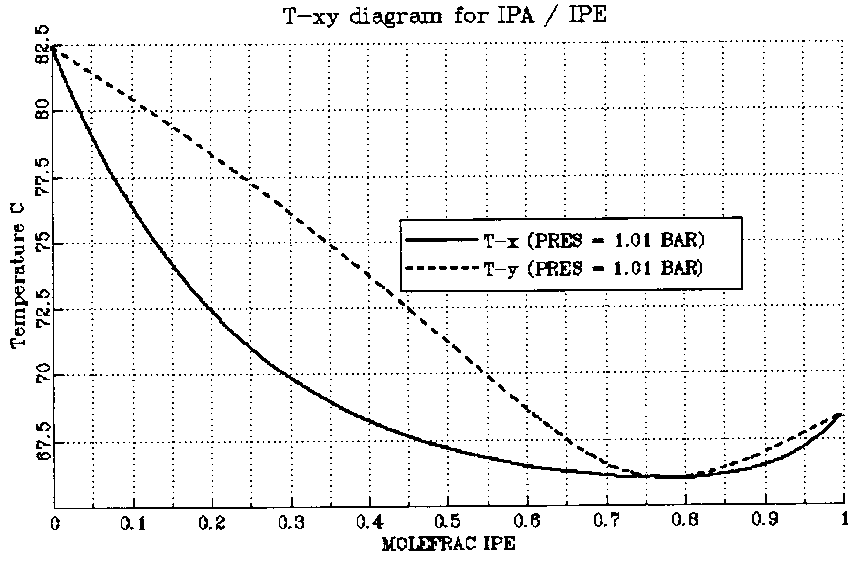 T-xy diagram for IPA / IPE
82.5
80
77.5
75
72.5
70
67.5
Temperature C
T-x (PRES = 1.01 BAR)
T-y (PRES = 1.01 BAR)
0 0.1 0.2 0.3 0.4 0.5 0.6 0.7 0.8 0.9 1
MOLEFRAC IPE